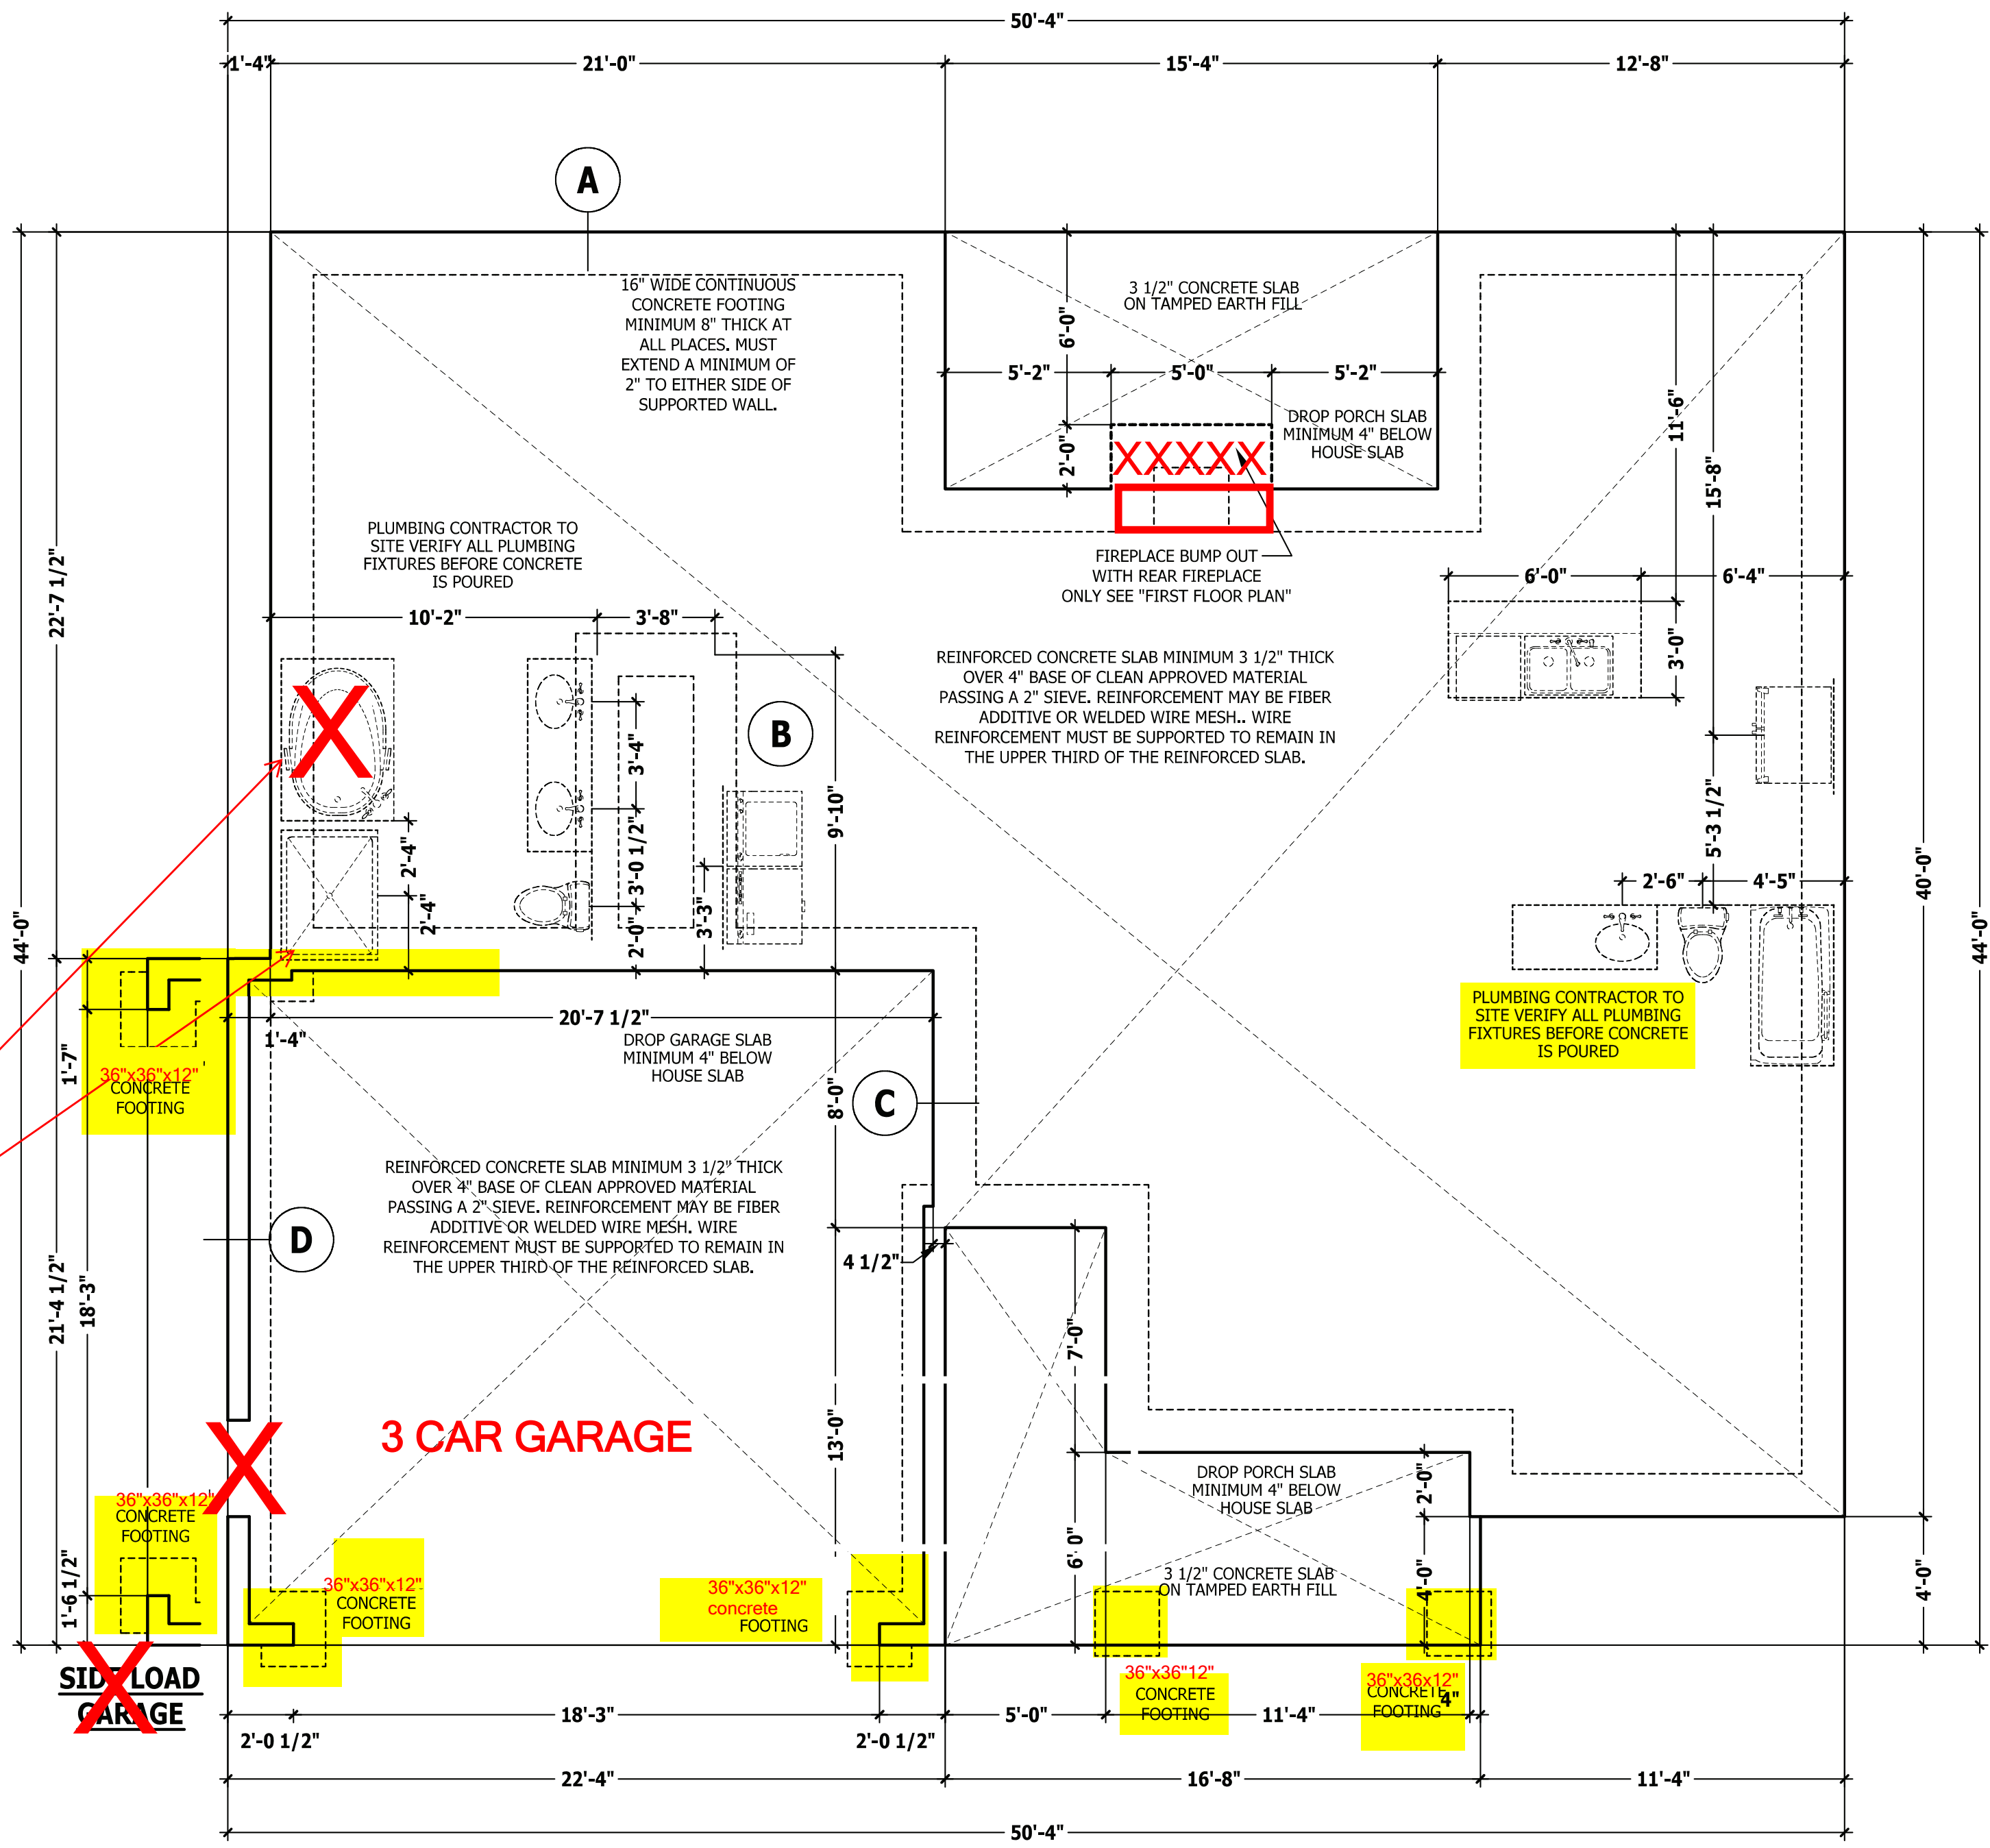 50'-4"
1'-4"
21'-0"
15'-4"
12'-8"
A
16" WIDE CONTINUOUS
CONCRETE FOOTING
MINIMUM 8" THICK AT
ALL PLACES. MUST
EXTEND A MINIMUM OF
2" TO EITHER SIDE OF
SUPPORTED WALL.
3 1/2" CONCRETE SLAB
ON TAMPED EARTH FILL
6'-0"
5'-2"
5'-0"
5'-2"
DROP PORCH SLAB
MINIMUM 4" BELOW
HOUSE SLAB
2'-0"
XXXXX
11'-6"
15'-8"
FIREPLACE BUMP OUT
WITH REAR FIREPLACE
ONLY SEE "FIRST FLOOR PLAN"
PLUMBING CONTRACTOR TO
SITE VERIFY ALL PLUMBING
FIXTURES BEFORE CONCRETE
IS POURED
22'-7 1/2"
6'-0"
6'-4"
10'-2"
3'-8"
3'-0"
REINFORCED CONCRETE SLAB MINIMUM 3 1/2" THICK
OVER 4" BASE OF CLEAN APPROVED MATERIAL
PASSING A 2" SIEVE. REINFORCEMENT MAY BE FIBER
ADDITIVE OR WELDED WIRE MESH.. WIRE
REINFORCEMENT MUST BE SUPPORTED TO REMAIN IN
THE UPPER THIRD OF THE REINFORCED SLAB.
X
B
3'-4"
9'-10"
5'-3 1/2"
2'-4"
3'-0 1/2"
2'-4"
2'-0"
3'-3"
2'-6"
4'-5"
40'-0"
44'-0"
44'-0"
PLUMBING CONTRACTOR TO
SITE VERIFY ALL PLUMBING
FIXTURES BEFORE CONCRETE
IS POURED
20'-7 1/2"
1'-4"
DROP GARAGE SLAB
MINIMUM 4" BELOW
HOUSE SLAB
1'-7"
36"x36"x12"
CONCRETE
FOOTING
8'-0"
C
REINFORCED CONCRETE SLAB MINIMUM 3 1/2" THICK
OVER 4" BASE OF CLEAN APPROVED MATERIAL
PASSING A 2" SIEVE. REINFORCEMENT MAY BE FIBER
ADDITIVE OR WELDED WIRE MESH. WIRE
REINFORCEMENT MUST BE SUPPORTED TO REMAIN IN
THE UPPER THIRD OF THE REINFORCED SLAB.
D
21'-4 1/2"
18'-3"
4 1/2"
7'-0"
3 CAR GARAGE
13'-0"
X
DROP PORCH SLAB
MINIMUM 4" BELOW
HOUSE SLAB
2'-0"
36"x36"x12"
CONCRETE
FOOTING
6' 0"
3 1/2" CONCRETE SLAB
ON TAMPED EARTH FILL
4'-0"
4'-0"
1'-6 1/2"
36"x36"x12"
CONCRETE
FOOTING
36"x36"x12"
concrete
FOOTING
X
SIDE LOAD
GARAGE
36"x36"12"
CONCRETE
FOOTING
36"x36x12"
CONCRETE
FOOTING
4"
18'-3"
5'-0"
11'-4"
2'-0 1/2"
2'-0 1/2"
22'-4"
16'-8"
11'-4"
50'-4"